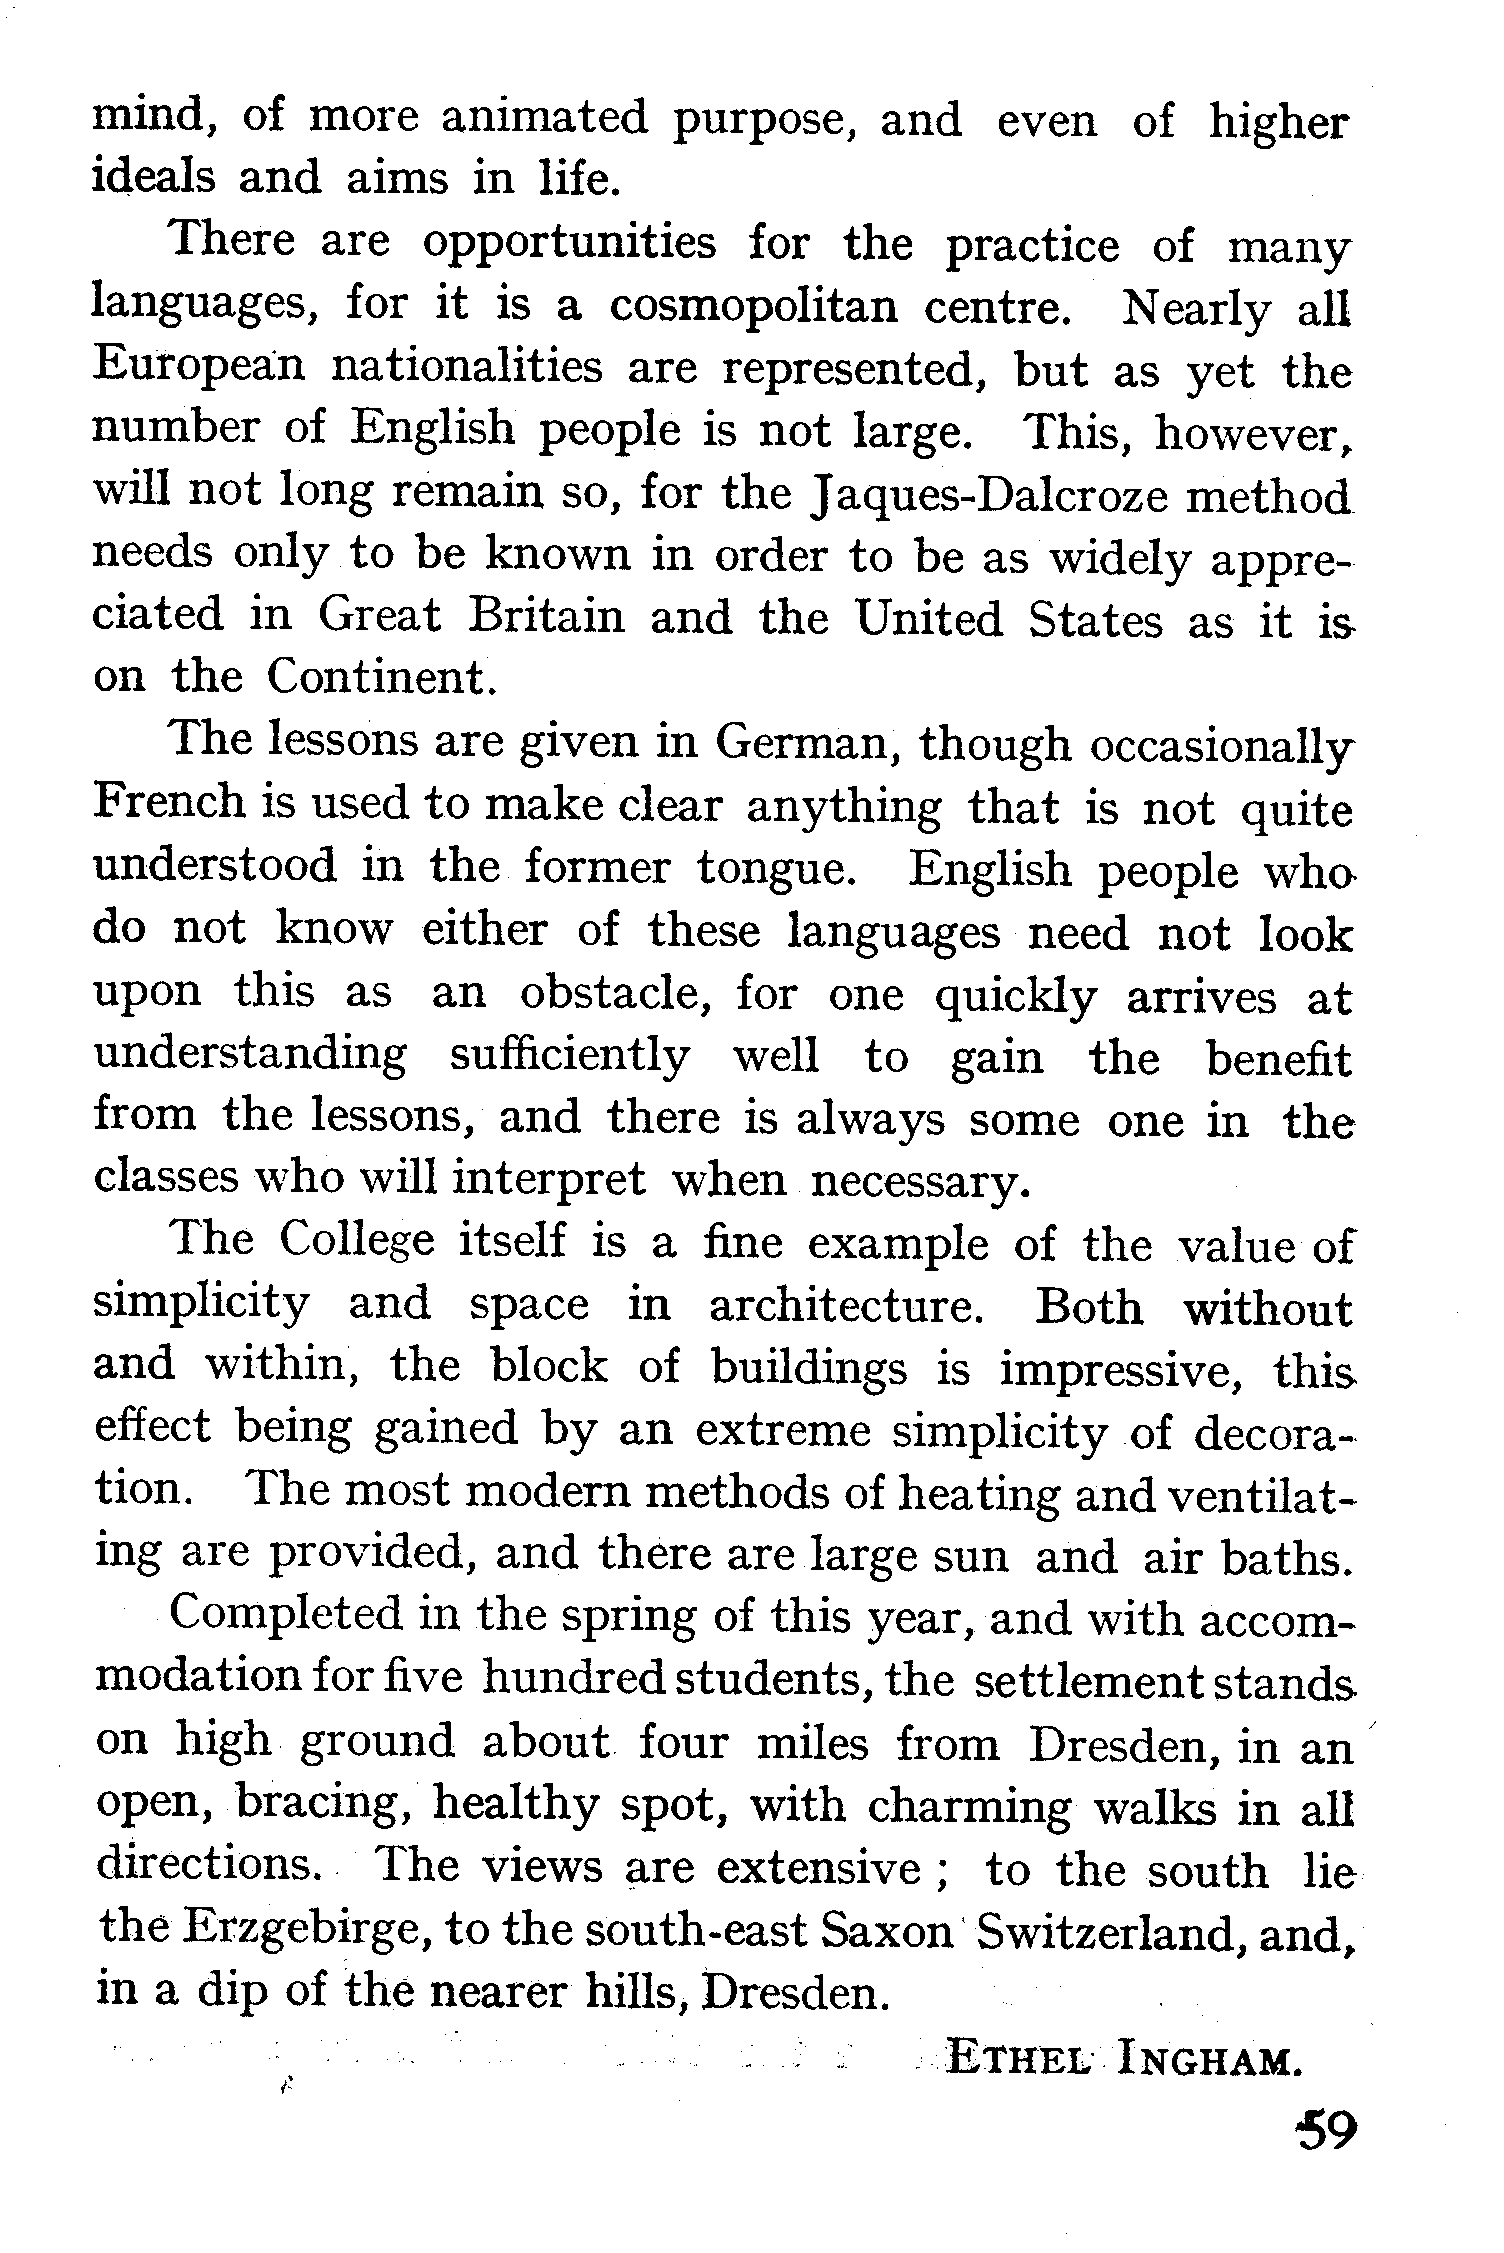 mind, of more animated purpose, and even of higher
ideals and aims in life.
There are opportunities for the practice of many
languages, for it is a cosmopolitan centre. Nearly all
European nationalities are represented, but as yet the
number of English people is not large. This, however,
will not long remain so, for the Jaques-Dalcroze method
needs only to be known in order to be as widely appre-
ciated in Great Britain and the United States as it is
on the Continent.
The lessons are given in German, though occasionally
French is used to make clear anything that is not quite
understood in the former tongue. English people who
do not know either of these languages need not look
upon this as an obstacle, for one quickly arrives at
understanding sufficiently well to gain the benefit
from the lessons, and there is always some one in the
classes who will interpret when necessary.
The College itself is a fine example of the value of
simplicity and space in architecture. Both without
and within, the block of buildings is impressive, this
effect being gained by an extreme simplicity of decora-
tion. The most modern methods of heating and ventilat-
ing are provided, and there are large sun and air baths.
Completed in the spring of this year, and with accom-
modation for five hundred students, the settlement stands
on high ground about four miles from Dresden, in an
open, bracing, healthy spot, with charming walks in all
directions. The views are extensive ; to the south lie
the Erzgebirge, to the south-east Saxon Switzerland, and,
in a dip of the nearer hills, Dresden.
ETHEL INGHAM.
59